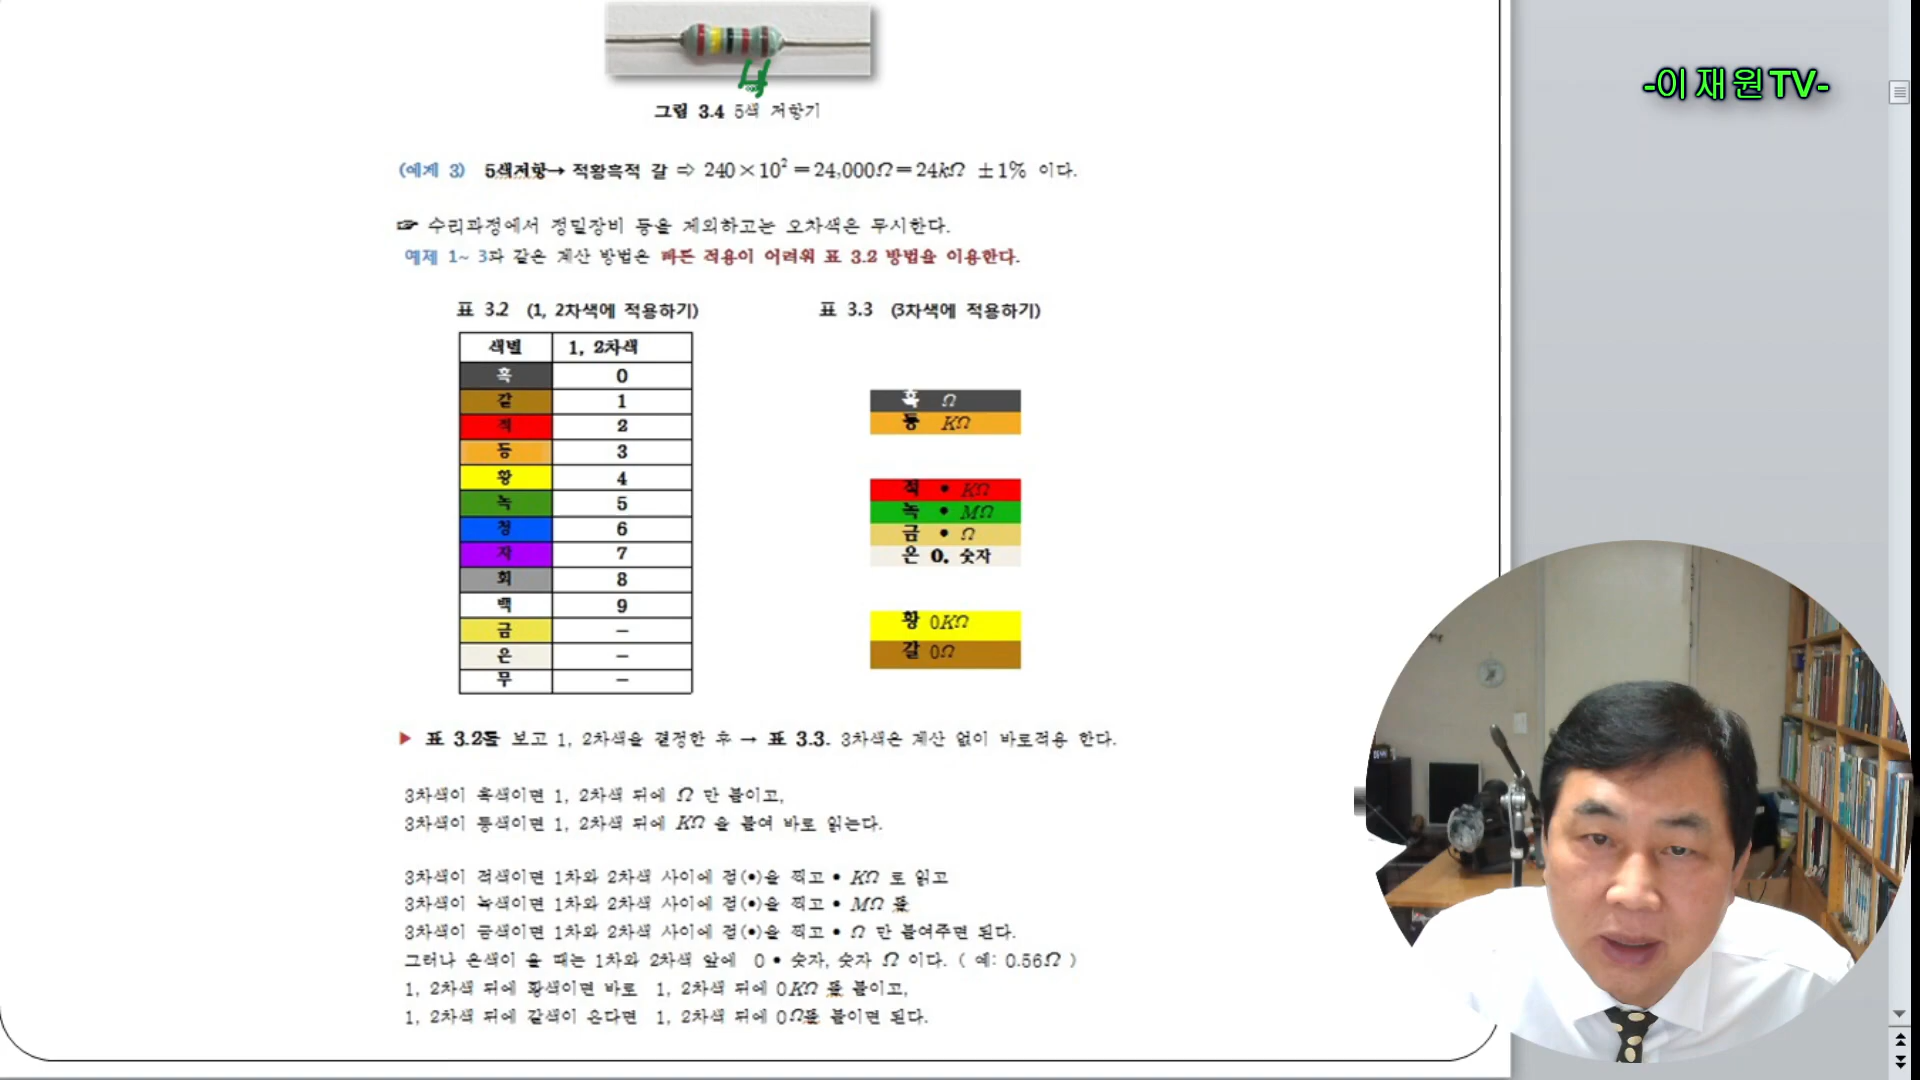 -이재원TV-
그림 3.4 5색 저항기
(예제 3) 5색저항→ 적황흑적 갈 ⇨ 240×10² =24,000Ω=24kΩ ±1% 이다.
☞ 수리과정에서 정밀장비 등을 제외하고는 오차색은 무시한다.
예제 1~ 3과 같은 계산 방법은 빠른 적용이 어려워 표 3.2 방법을 이용한다.
표 3.2 (1, 2차색에 적용하기)
색별 1, 2차색
흑 0
갈 1
적 2
등 3
황 4
녹 5
청 6
자 7
회 8
백 9
금 –
은 –
무 –
표 3.3 (3차색에 적용하기)
흑 Ω
등 KΩ
적 • KΩ
녹 • MΩ
금 • Ω
은 0. 숫자
황 0KΩ
갈 0Ω
▶ 표 3.2를 보고 1, 2차색을 결정한 후 → 표 3.3. 3차색은 계산 없이 바로적용 한다.
3차색이 흑색이면 1, 2차색 뒤에 Ω 만 붙이고,
3차색이 등색이면 1, 2차색 뒤에 KΩ 을 붙여 바로 읽는다.
3차색이 적색이면 1차와 2차색 사이에 점(•)을 찍고 • KΩ 로 읽고
3차색이 녹색이면 1차와 2차색 사이에 점(•)을 찍고 • MΩ 을
3차색이 금색이면 1차와 2차색 사이에 점(•)을 찍고 • Ω 만 붙여주면 된다.
그러나 은색이 올 때는 1차와 2차색 앞에 0 • 숫자, 숫자 Ω 이다. ( 예: 0.56Ω )
1, 2차색 뒤에 황색이면 바로 1, 2차색 뒤에 0KΩ 을 붙이고,
1, 2차색 뒤에 갈색이 온다면 1, 2차색 뒤에 0Ω을 붙이면 된다.